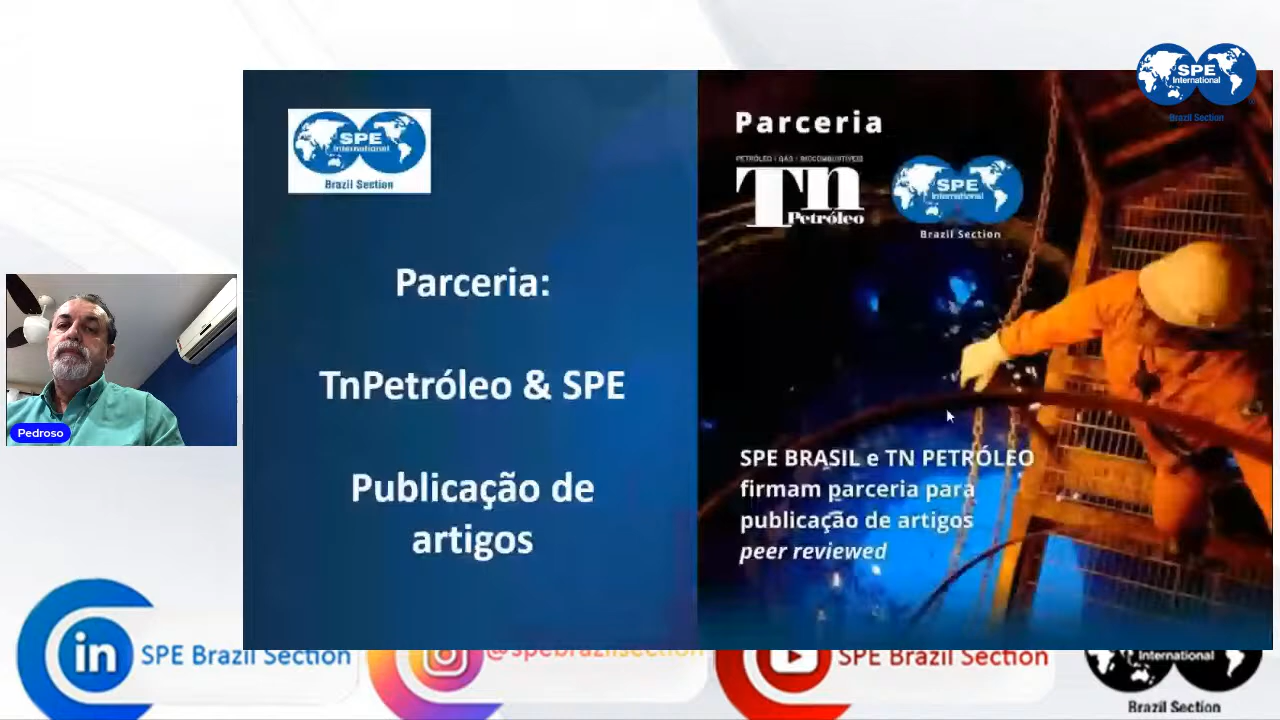 SPE
International
Brazil Section
SPE
International
Brazil Section
Parceria:
TnPetróleo & SPE
Publicação de
artigos
Parceria
PETRÓLEO | GÁS | BIOCOMBUSTÍVEIS
Tn
Petróleo
SPE
International
Brazil Section
SPE BRASIL e TN PETRÓLEO
firmam parceria para
publicação de artigos
peer reviewed
Pedroso
in
SPE Brazil Section
@spebrazilsection
SPE Brazil Section
International
Brazil Section